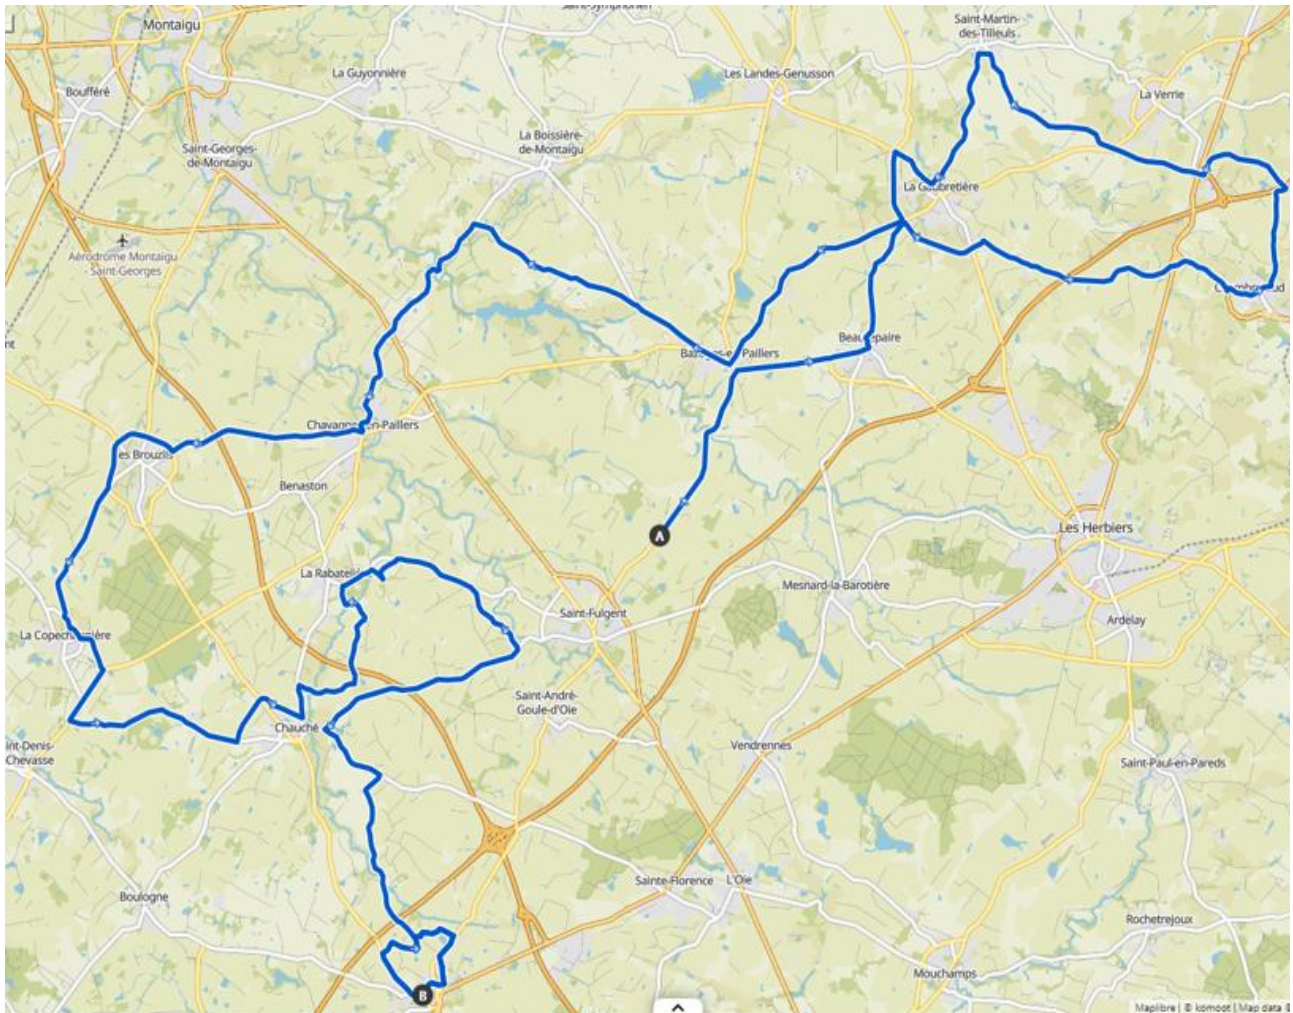 Montaigu
Saint-Martin-
des-Tilleuls
La Guyonnière
Les Landes-Genusson
Boufféré
La Verrie
La Boissière-
de-Montaigu
Saint-Georges-
de-Montaigu
La Gaubretière
Aérodrome Montaigu
- Saint-Georges
Beaurepaire
Paillers
Chavagnes-en-Paillers
es Brouzils
Benaston
A
Les Herbiers
La Rabatelière
Mesnard-la-Barotière
Saint-Fulgent
La Copechagnière
Ardelay
Saint-André-
Goule-d'Oie
Chauché
int-Denis-
Chevasse
Vendrennes
Saint-Paul-en-Pareds
Sainte-Florence
L'Oie
Boulogne
Rochetrejoux
Mouchamps
B
Maplibre | © komoot | Map data ©